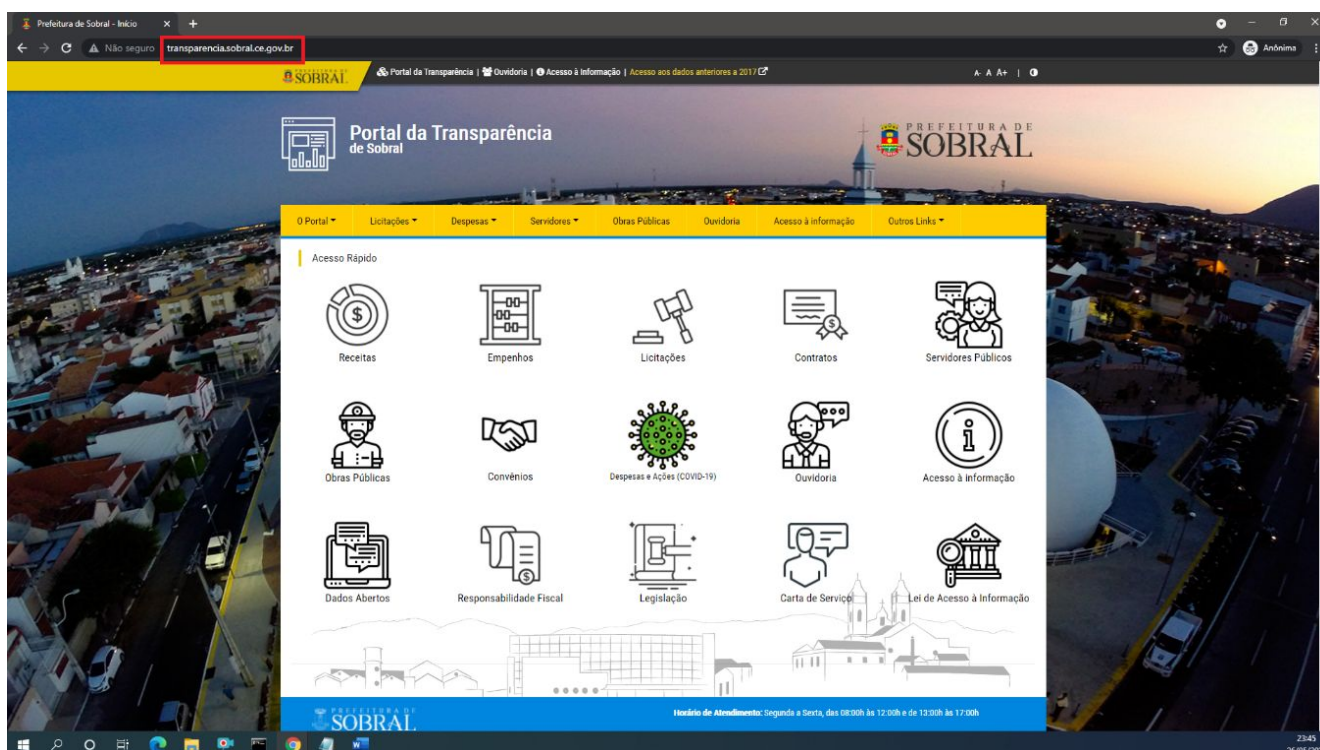 Prefeitura de Sobral - Início
Não seguro
transparencia.sobral.ce.gov.br
Anônima
SOBRAL
Portal da Transparência | Ouvidoria | Acesso à Informação | Acesso aos dados anteriores a 2017
A- A A+ |
Portal da Transparência
de Sobral
PREFEITURA DE
SOBRAL
O Portal
Licitações
Despesas
Servidores
Obras Públicas
Ouvidoria
Acesso à informação
Outros Links
Acesso Rápido
Receitas
Empenhos
Licitações
Contratos
Servidores Públicos
Obras Públicas
Convênios
Despesas e Ações (COVID-19)
Ouvidoria
Acesso à informação
Dados Abertos
Responsabilidade Fiscal
Legislação
Carta de Serviço
Lei de Acesso à Informação
PREFEITURA DE
SOBRAL
Horário de Atendimento: Segunda a Sexta, das 08:00h às 12:00h e de 13:00h às 17:00h
23:45